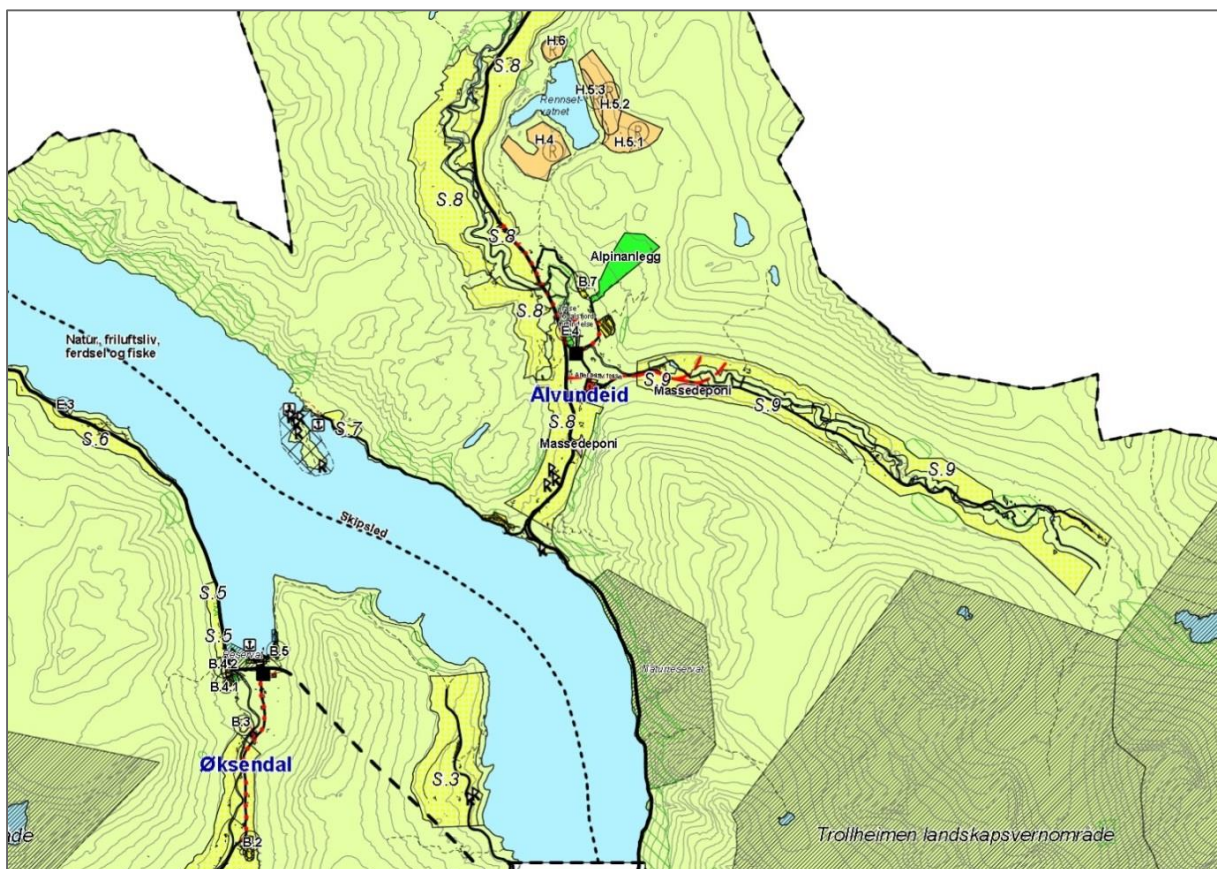 H.6
S.8
H.5.3
H.5.2
Rennset-
vatnet
H.4
H.5.1
S.8
S.8
Alpinanlegg
B.7
S.8
E.4
Natur, friluftsliv,
ferdsel og fiske
S.9
Alvundeid
Massedeponi
E.3
S.9
S.8
S.7
S.6
Massedeponi
S.9
Skipsled
S.5
S.5
B.5
B.4.2
Reservat
B.4.1
Naturreservat
B.3
Øksendal
S.3
B.2
Trollheimen landskapsvernområde